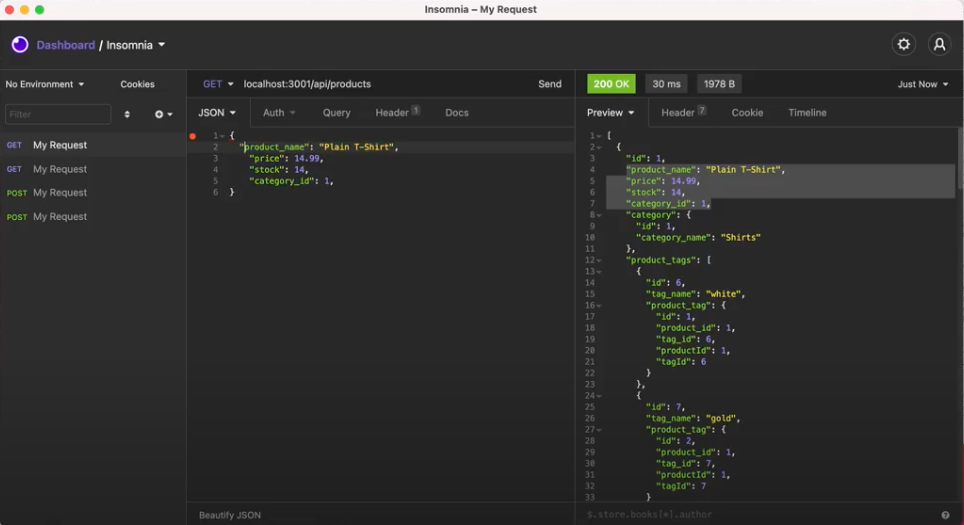 Insomnia – My Request
Dashboard / Insomnia
No Environment Cookies
GET localhost:3001/api/products Send
200 OK 30 ms 1978 B Just Now
Filter
JSON Auth Query Header 1 Docs
Preview Header 7 Cookie Timeline
GET My Request
GET My Request
POST My Request
POST My Request
1 {
2 "product_name": "Plain T-Shirt",
3 "price": 14.99,
4 "stock": 14,
5 "category_id": 1,
6 }
Beautify JSON
1 [
2 {
3 "id": 1,
4 "product_name": "Plain T-Shirt",
5 "price": 14.99,
6 "stock": 14,
7 "category_id": 1,
8 "category": {
9 "id": 1,
10 "category_name": "Shirts"
11 },
12 "product_tags": [
13 {
14 "id": 6,
15 "tag_name": "white",
16 "product_tag": {
17 "id": 1,
18 "product_id": 1,
19 "tag_id": 6,
20 "productId": 1,
21 "tagId": 6
22 }
23 },
24 {
25 "id": 7,
26 "tag_name": "gold",
27 "product_tag": {
28 "id": 2,
29 "product_id": 1,
30 "tag_id": 7,
31 "productId": 1,
32 "tagId": 7
33 }
$.store.books[*].author